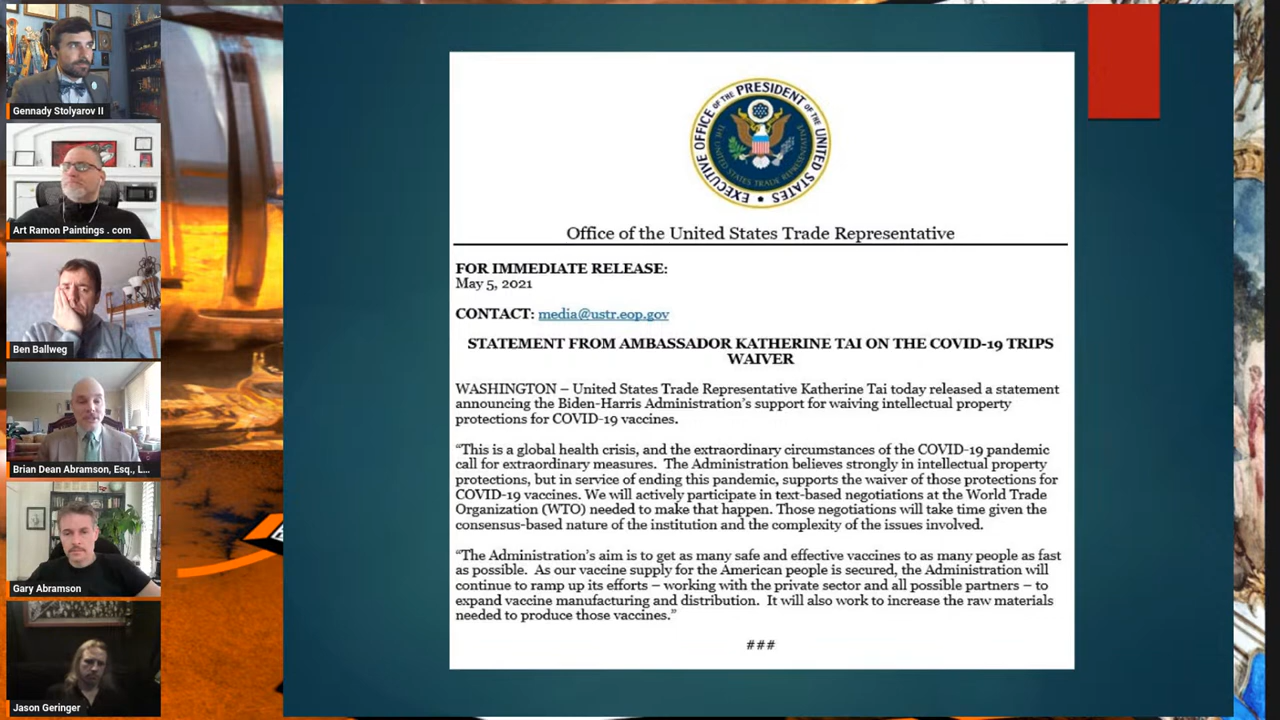 Gennady Stolyarov II
Art Ramon Paintings . com
Ben Ballweg
Brian Dean Abramson, Esq., L...
Gary Abramson
Jason Geringer
EXECUTIVE OFFICE OF THE PRESIDENT OF THE UNITED STATES
THE UNITED STATES TRADE REPRESENTATIVE
Office of the United States Trade Representative
FOR IMMEDIATE RELEASE:
May 5, 2021
CONTACT: media@ustr.eop.gov
STATEMENT FROM AMBASSADOR KATHERINE TAI ON THE COVID-19 TRIPS
WAIVER
WASHINGTON – United States Trade Representative Katherine Tai today released a statement
announcing the Biden-Harris Administration’s support for waiving intellectual property
protections for COVID-19 vaccines.
“This is a global health crisis, and the extraordinary circumstances of the COVID-19 pandemic
call for extraordinary measures.  The Administration believes strongly in intellectual property
protections, but in service of ending this pandemic, supports the waiver of those protections for
COVID-19 vaccines. We will actively participate in text-based negotiations at the World Trade
Organization (WTO) needed to make that happen. Those negotiations will take time given the
consensus-based nature of the institution and the complexity of the issues involved.
“The Administration’s aim is to get as many safe and effective vaccines to as many people as fast
as possible.  As our vaccine supply for the American people is secured, the Administration will
continue to ramp up its efforts – working with the private sector and all possible partners – to
expand vaccine manufacturing and distribution.  It will also work to increase the raw materials
needed to produce those vaccines.”
###